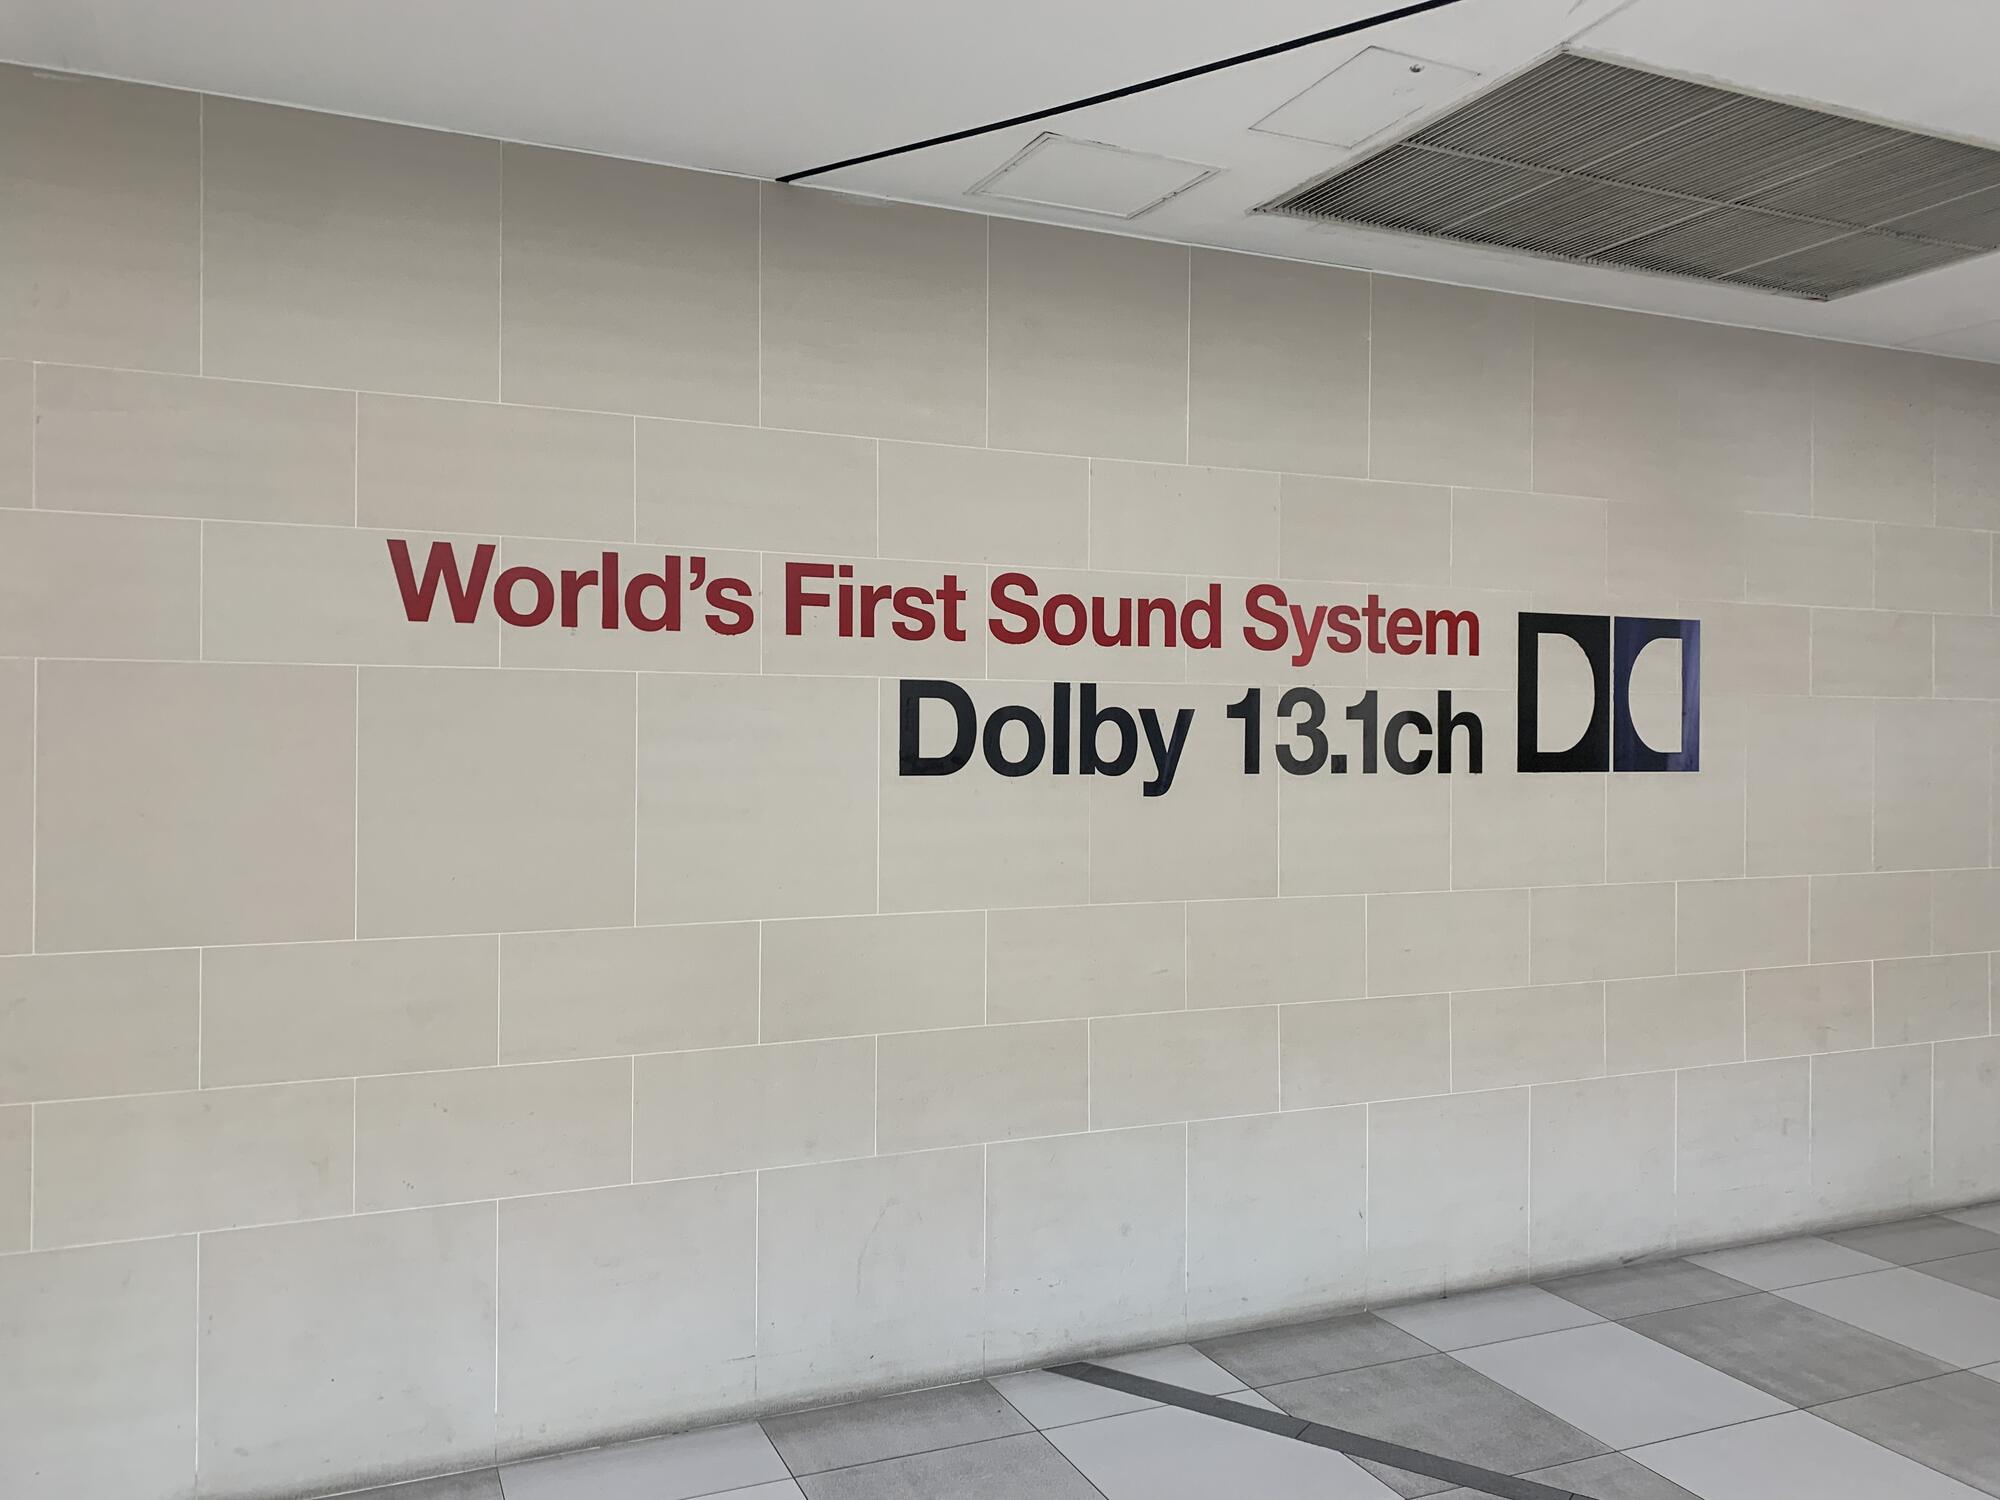 World’s First Sound System
Dolby 13.1ch